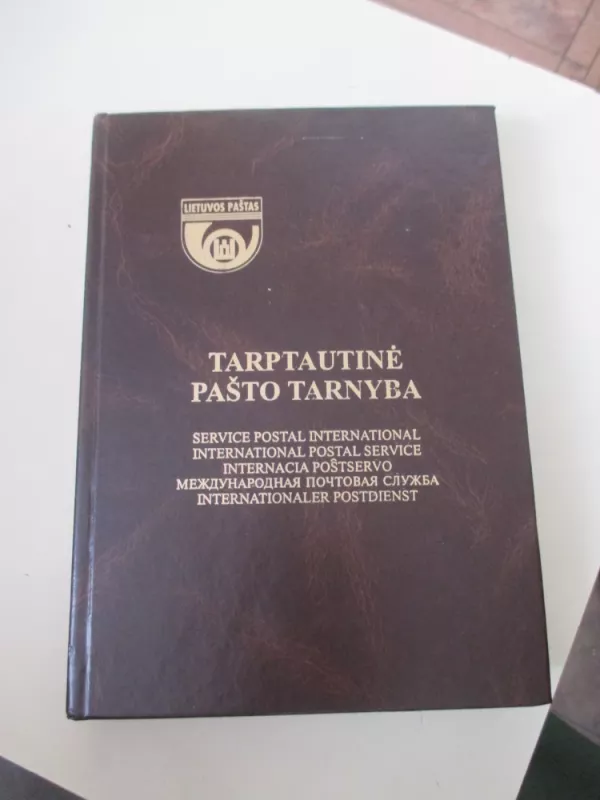 LIETUVOS PAŠTAS
TARPTAUTINĖ
PAŠTO TARNYBA
SERVICE POSTAL INTERNATIONAL
INTERNATIONAL POSTAL SERVICE
INTERNACIA POŜTSERVO
МЕЖДУНАРОДНАЯ ПОЧТОВАЯ СЛУЖБА
INTERNATIONALER POSTDIENST